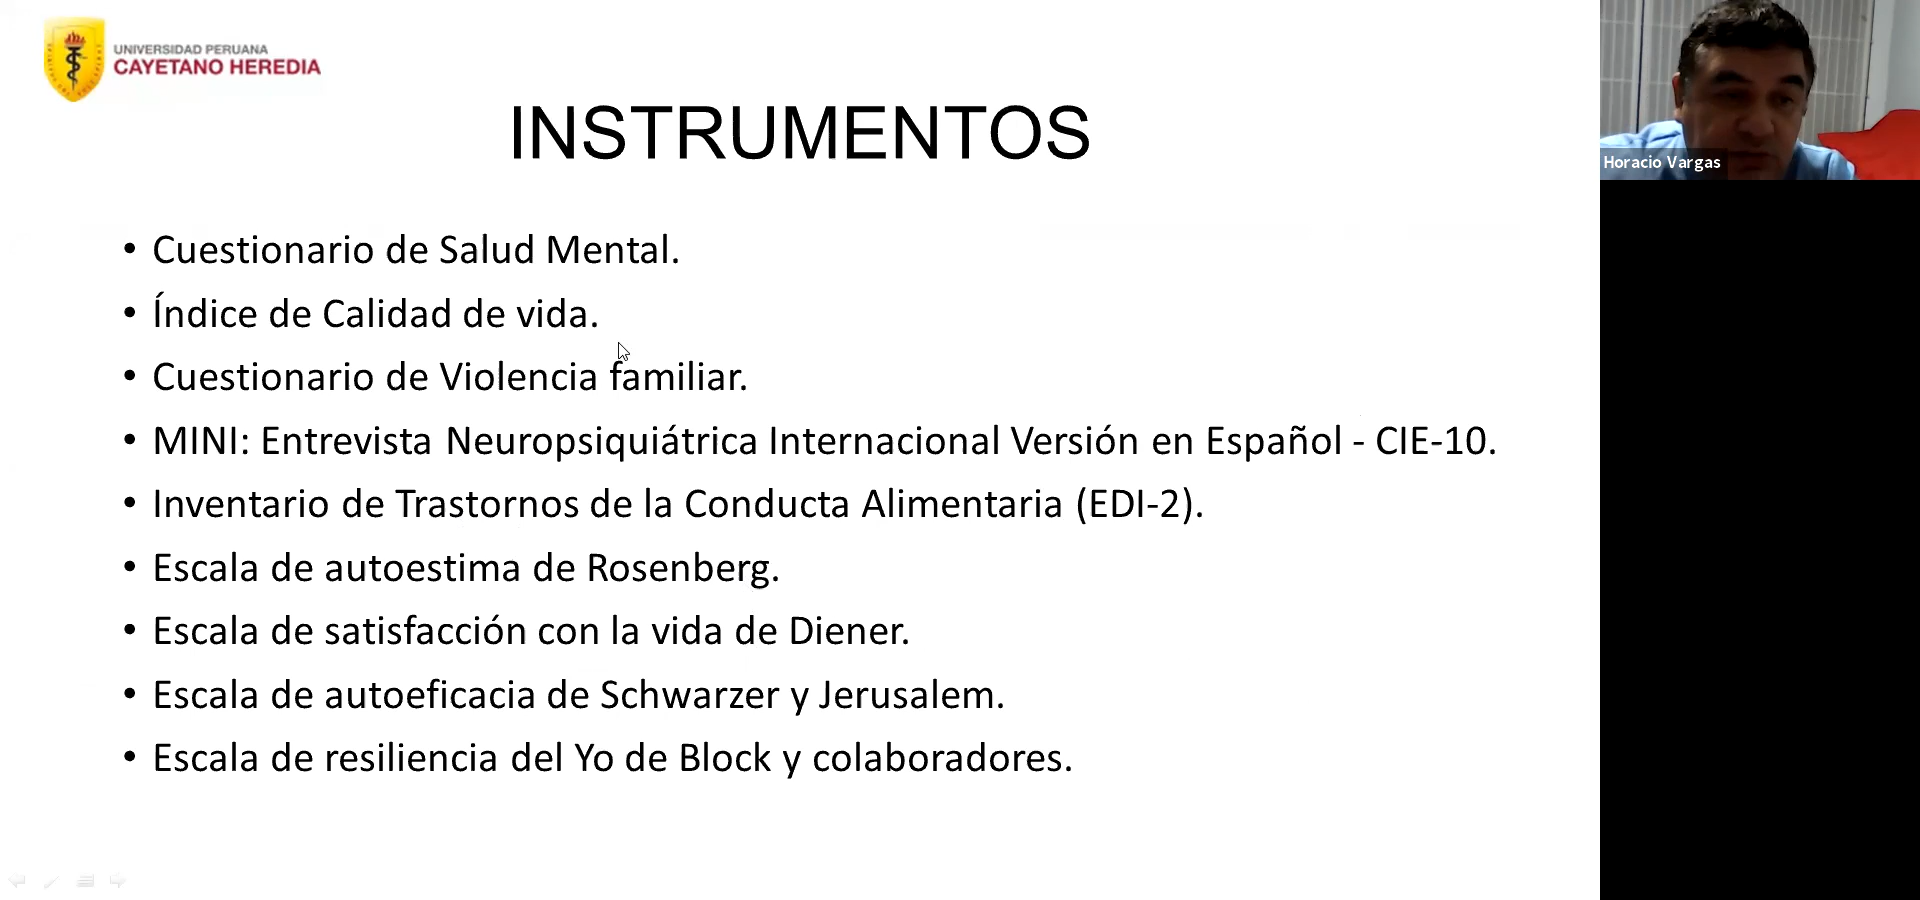 UNIVERSIDAD PERUANA
CAYETANO HEREDIA
INSTRUMENTOS
• Cuestionario de Salud Mental.
• Índice de Calidad de vida.
• Cuestionario de Violencia familiar.
• MINI: Entrevista Neuropsiquiátrica Internacional Versión en Español - CIE-10.
• Inventario de Trastornos de la Conducta Alimentaria (EDI-2).
• Escala de autoestima de Rosenberg.
• Escala de satisfacción con la vida de Diener.
• Escala de autoeficacia de Schwarzer y Jerusalem.
• Escala de resiliencia del Yo de Block y colaboradores.
Horacio Vargas